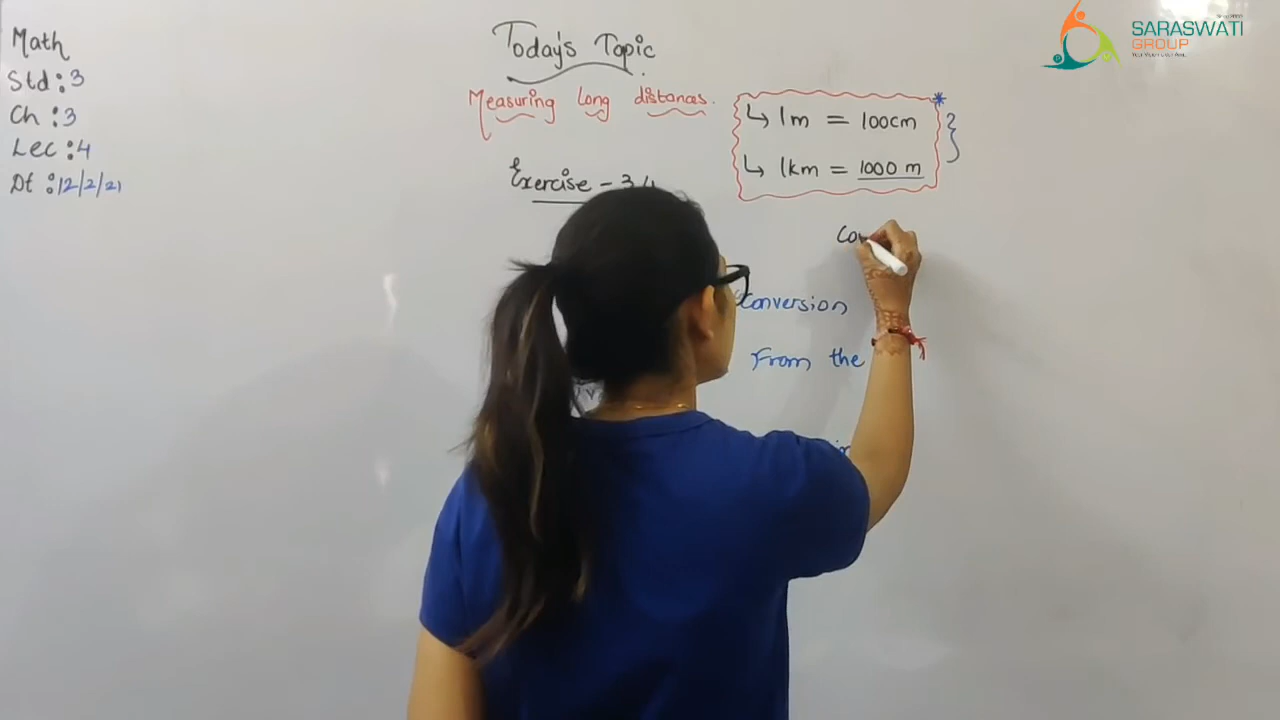 Math
Std : 3
Ch : 3
Lec : 4
Dt : 12/2/21
Today's Topic
Measuring long distances.
Exercise -
↳ 1m = 100cm
↳ 1km = 1000 m
Conversion
From the
SARASWATI
GROUP